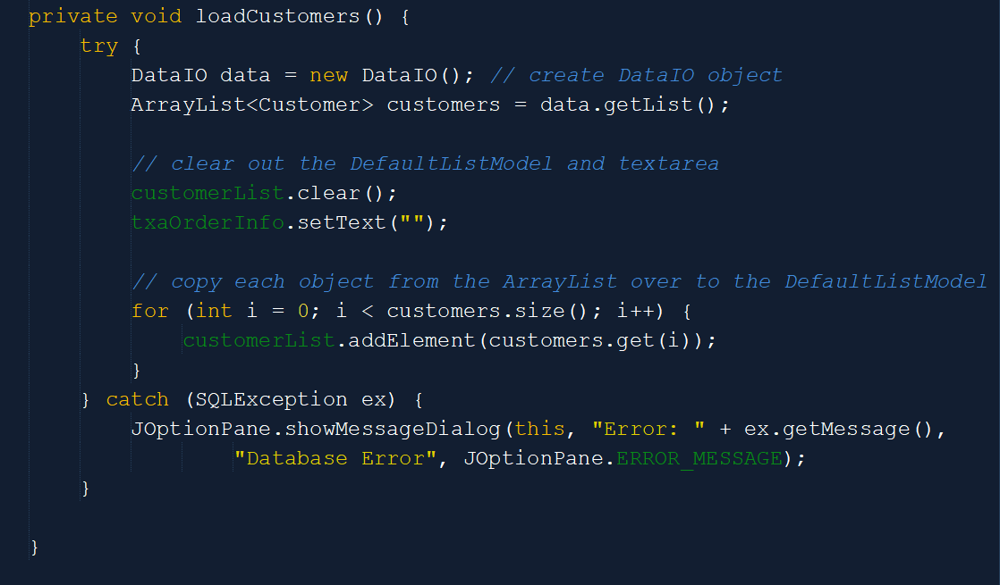 private void loadCustomers() {
    try {
        DataIO data = new DataIO(); // create DataIO object
        ArrayList<Customer> customers = data.getList();

        // clear out the DefaultListModel and textarea
        customerList.clear();
        txaOrderInfo.setText("");

        // copy each object from the ArrayList over to the DefaultListModel
        for (int i = 0; i < customers.size(); i++) {
            customerList.addElement(customers.get(i));
        }
    } catch (SQLException ex) {
        JOptionPane.showMessageDialog(this, "Error: " + ex.getMessage(),
                "Database Error", JOptionPane.ERROR_MESSAGE);
    }

}